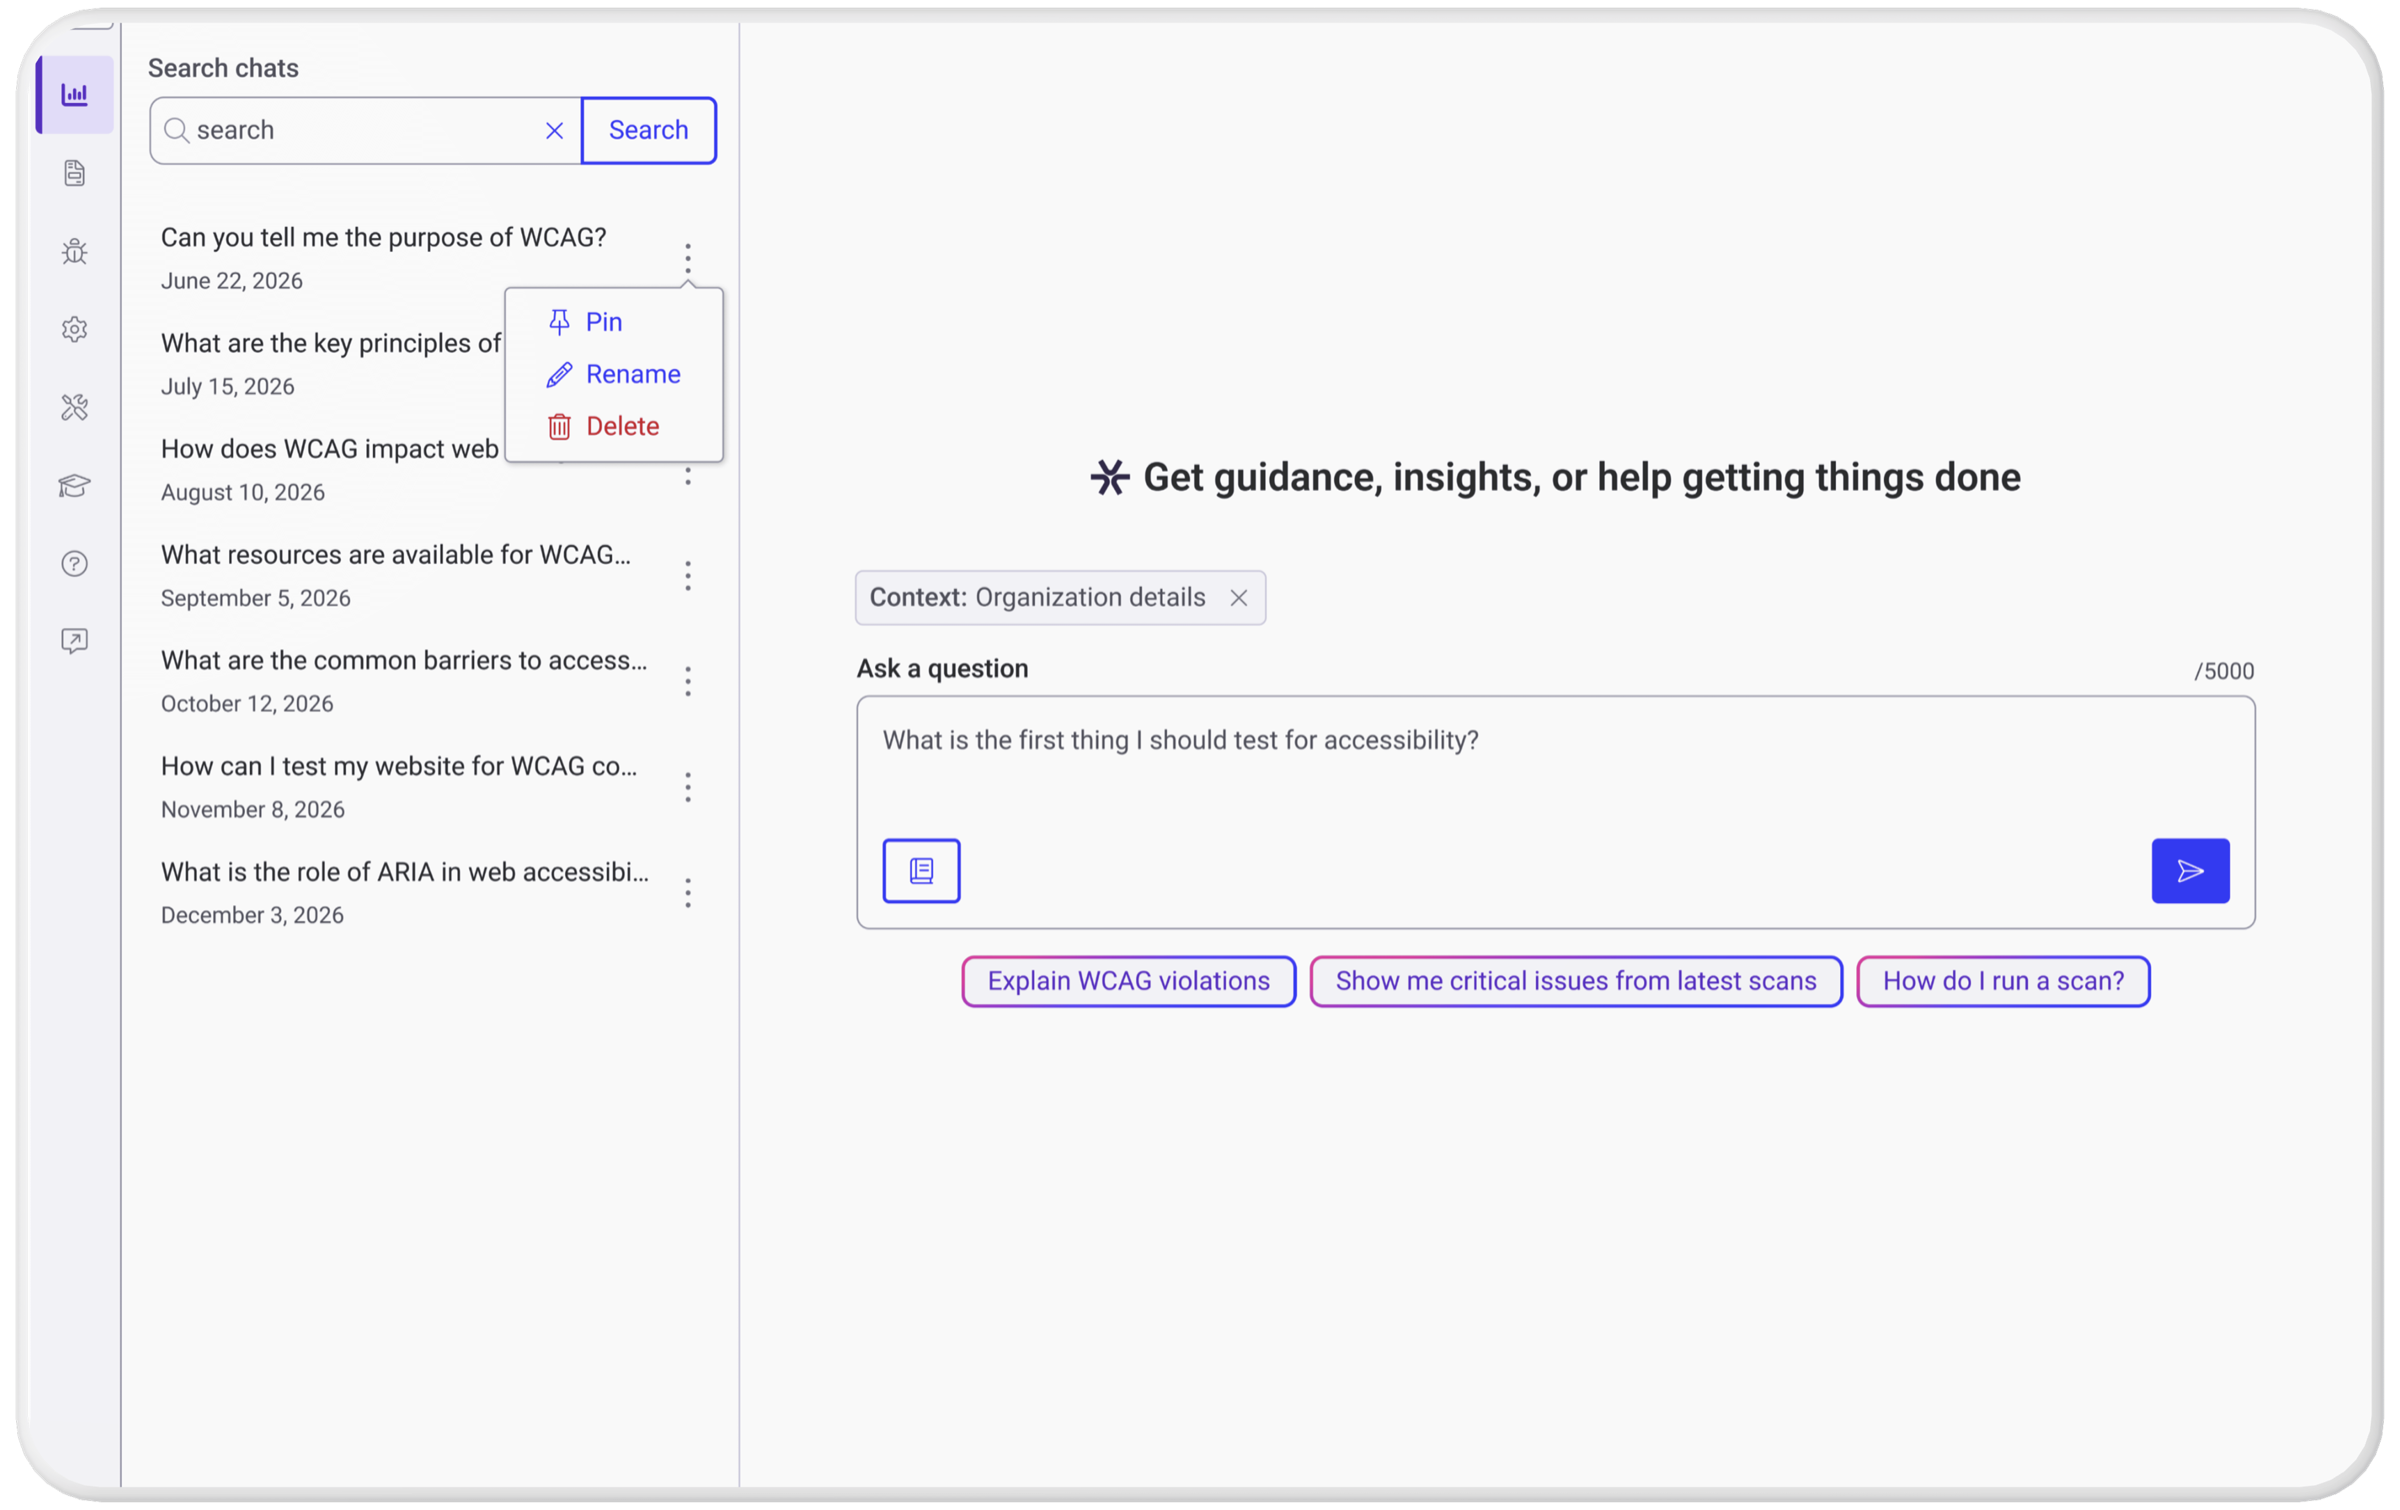 Search chats
search
Search
Can you tell me the purpose of WCAG?
June 22, 2026
Pin
Rename
Delete
What are the key principles of
July 15, 2026
How does WCAG impact web
August 10, 2026
What resources are available for WCAG...
September 5, 2026
What are the common barriers to access...
October 12, 2026
How can I test my website for WCAG co...
November 8, 2026
What is the role of ARIA in web accessibi...
December 3, 2026
Get guidance, insights, or help getting things done
Context: Organization details
Ask a question
/5000
What is the first thing I should test for accessibility?
Explain WCAG violations
Show me critical issues from latest scans
How do I run a scan?